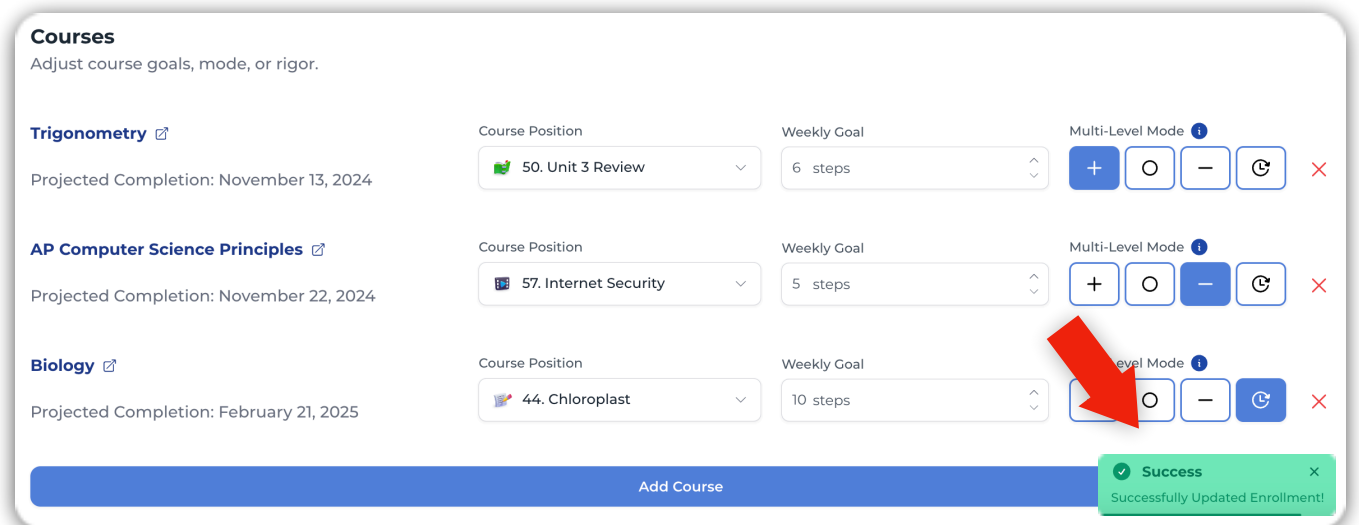 Courses
Adjust course goals, mode, or rigor.
Trigonometry
Projected Completion: November 13, 2024
Course Position
50. Unit 3 Review
Weekly Goal
6 steps
Multi-Level Mode
AP Computer Science Principles
Projected Completion: November 22, 2024
Course Position
57. Internet Security
Weekly Goal
5 steps
Multi-Level Mode
Biology
Projected Completion: February 21, 2025
Course Position
44. Chloroplast
Weekly Goal
10 steps
evel Mode
Add Course
Success
Successfully Updated Enrollment!